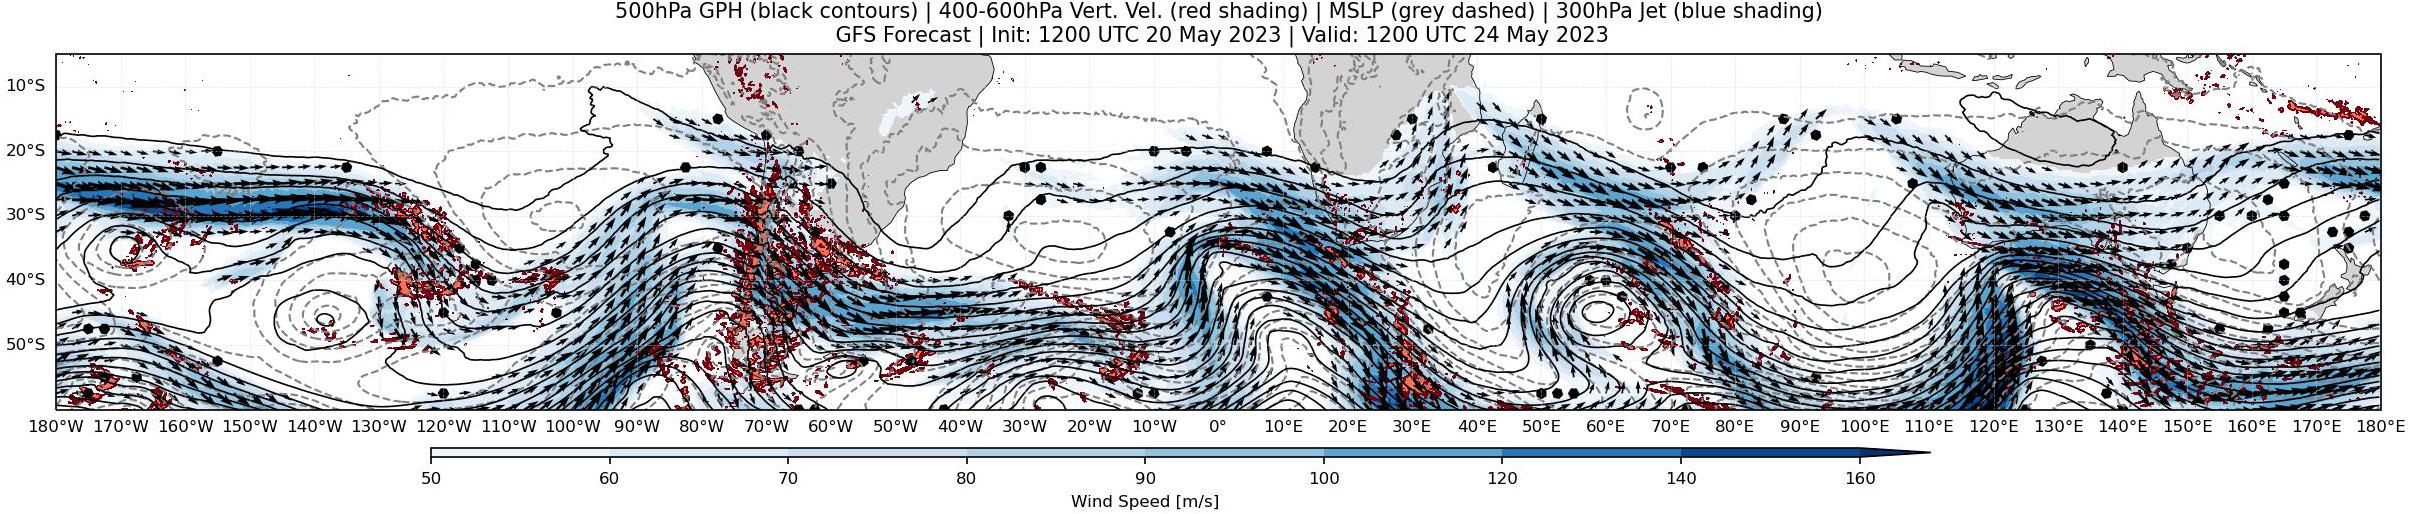 500hPa GPH (black contours) | 400-600hPa Vert. Vel. (red shading) | MSLP (grey dashed) | 300hPa Jet (blue shading)
GFS Forecast | Init: 1200 UTC 20 May 2023 | Valid: 1200 UTC 24 May 2023
10°S
20°S
30°S
40°S
50°S
180°W 170°W 160°W 150°W 140°W 130°W 120°W 110°W 100°W 90°W 80°W 70°W 60°W 50°W 40°W 30°W 20°W 10°W 0° 10°E 20°E 30°E 40°E 50°E 60°E 70°E 80°E 90°E 100°E 110°E 120°E 130°E 140°E 150°E 160°E 170°E 180°E
50 60 70 80 90 100 120 140 160
Wind Speed [m/s]